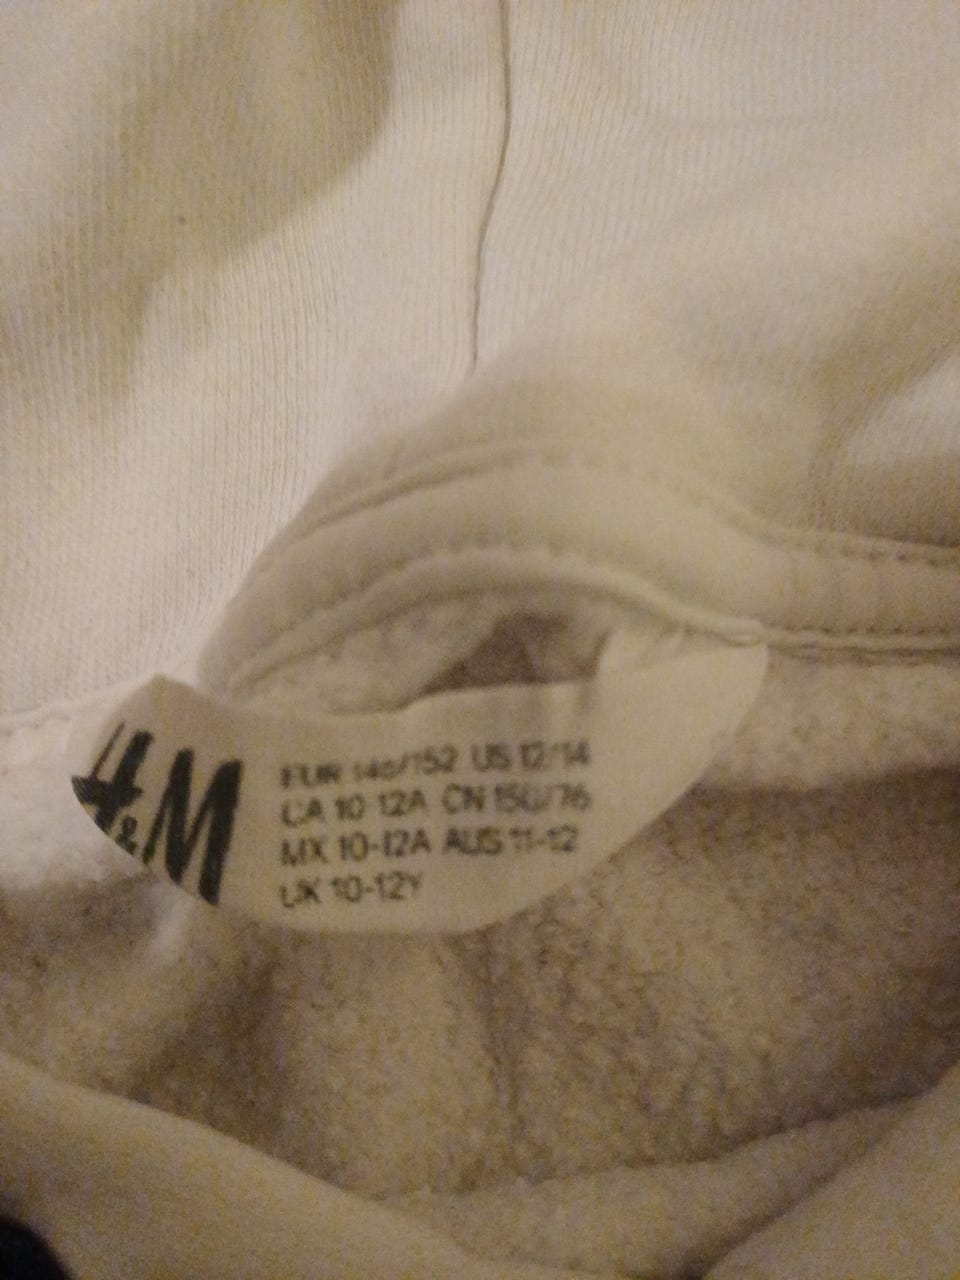 H&M
EUR 146/152 US 12/14
CA 10-12A CN 150/76
MX 10-12A AUS 11-12
UK 10-12Y